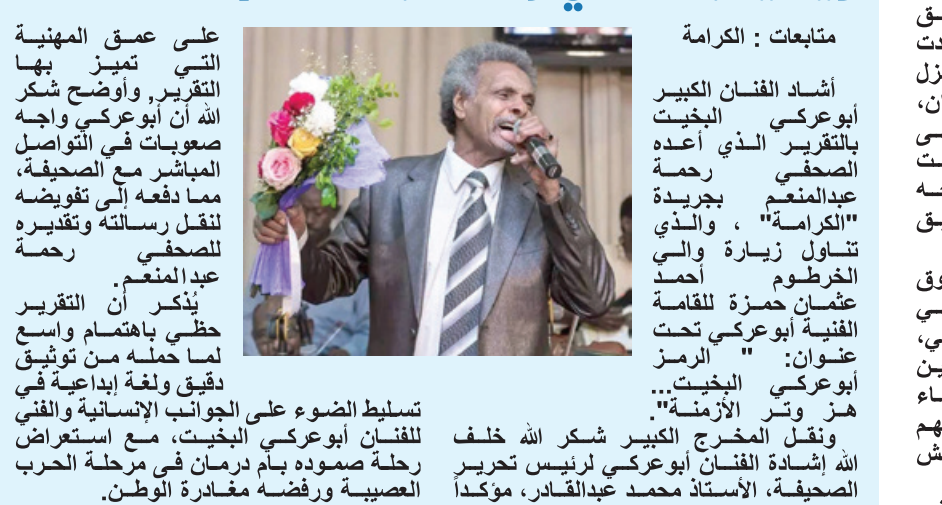 متابعات : الكرامة
أشاد الفنان الكبير
أبوعركي البخيت
بالتقرير الذي أعده
الصحفي رحمة
عبدالمنعم بجريدة
"الكرامة" ، والذي
تناول زيارة والي
الخرطوم أحمد
عثمان حمزة للقامة
الفنية أبوعركي تحت
عنوان: " الرمز
أبوعركي البخيت...
هز وتر الأزمنة".
ونقل المخرج الكبير شكر الله خلف
الله إشادة الفنان أبوعركي لرئيس تحرير
الصحيفة، الأستاذ محمد عبدالقادر، مؤكداً
على عمق المهنية
التي تميز بها
التقرير, وأوضح شكر
الله أن أبوعركي واجه
صعوبات في التواصل
المباشر مع الصحيفة،
مما دفعه إلى تفويضه
لنقل رسالته وتقديره
للصحفي رحمة
عبدالمنعم.
يُذكر أن التقرير
حظي باهتمام واسع
لما حمله من توثيق
دقيق ولغة إبداعية في
تسليط الضوء على الجوانب الإنسانية والفني
للفنان أبوعركي البخيت، مع استعراض
رحلة صموده بام درمان في مرحلة الحرب
العصيبة ورفضه مغادرة الوطن.